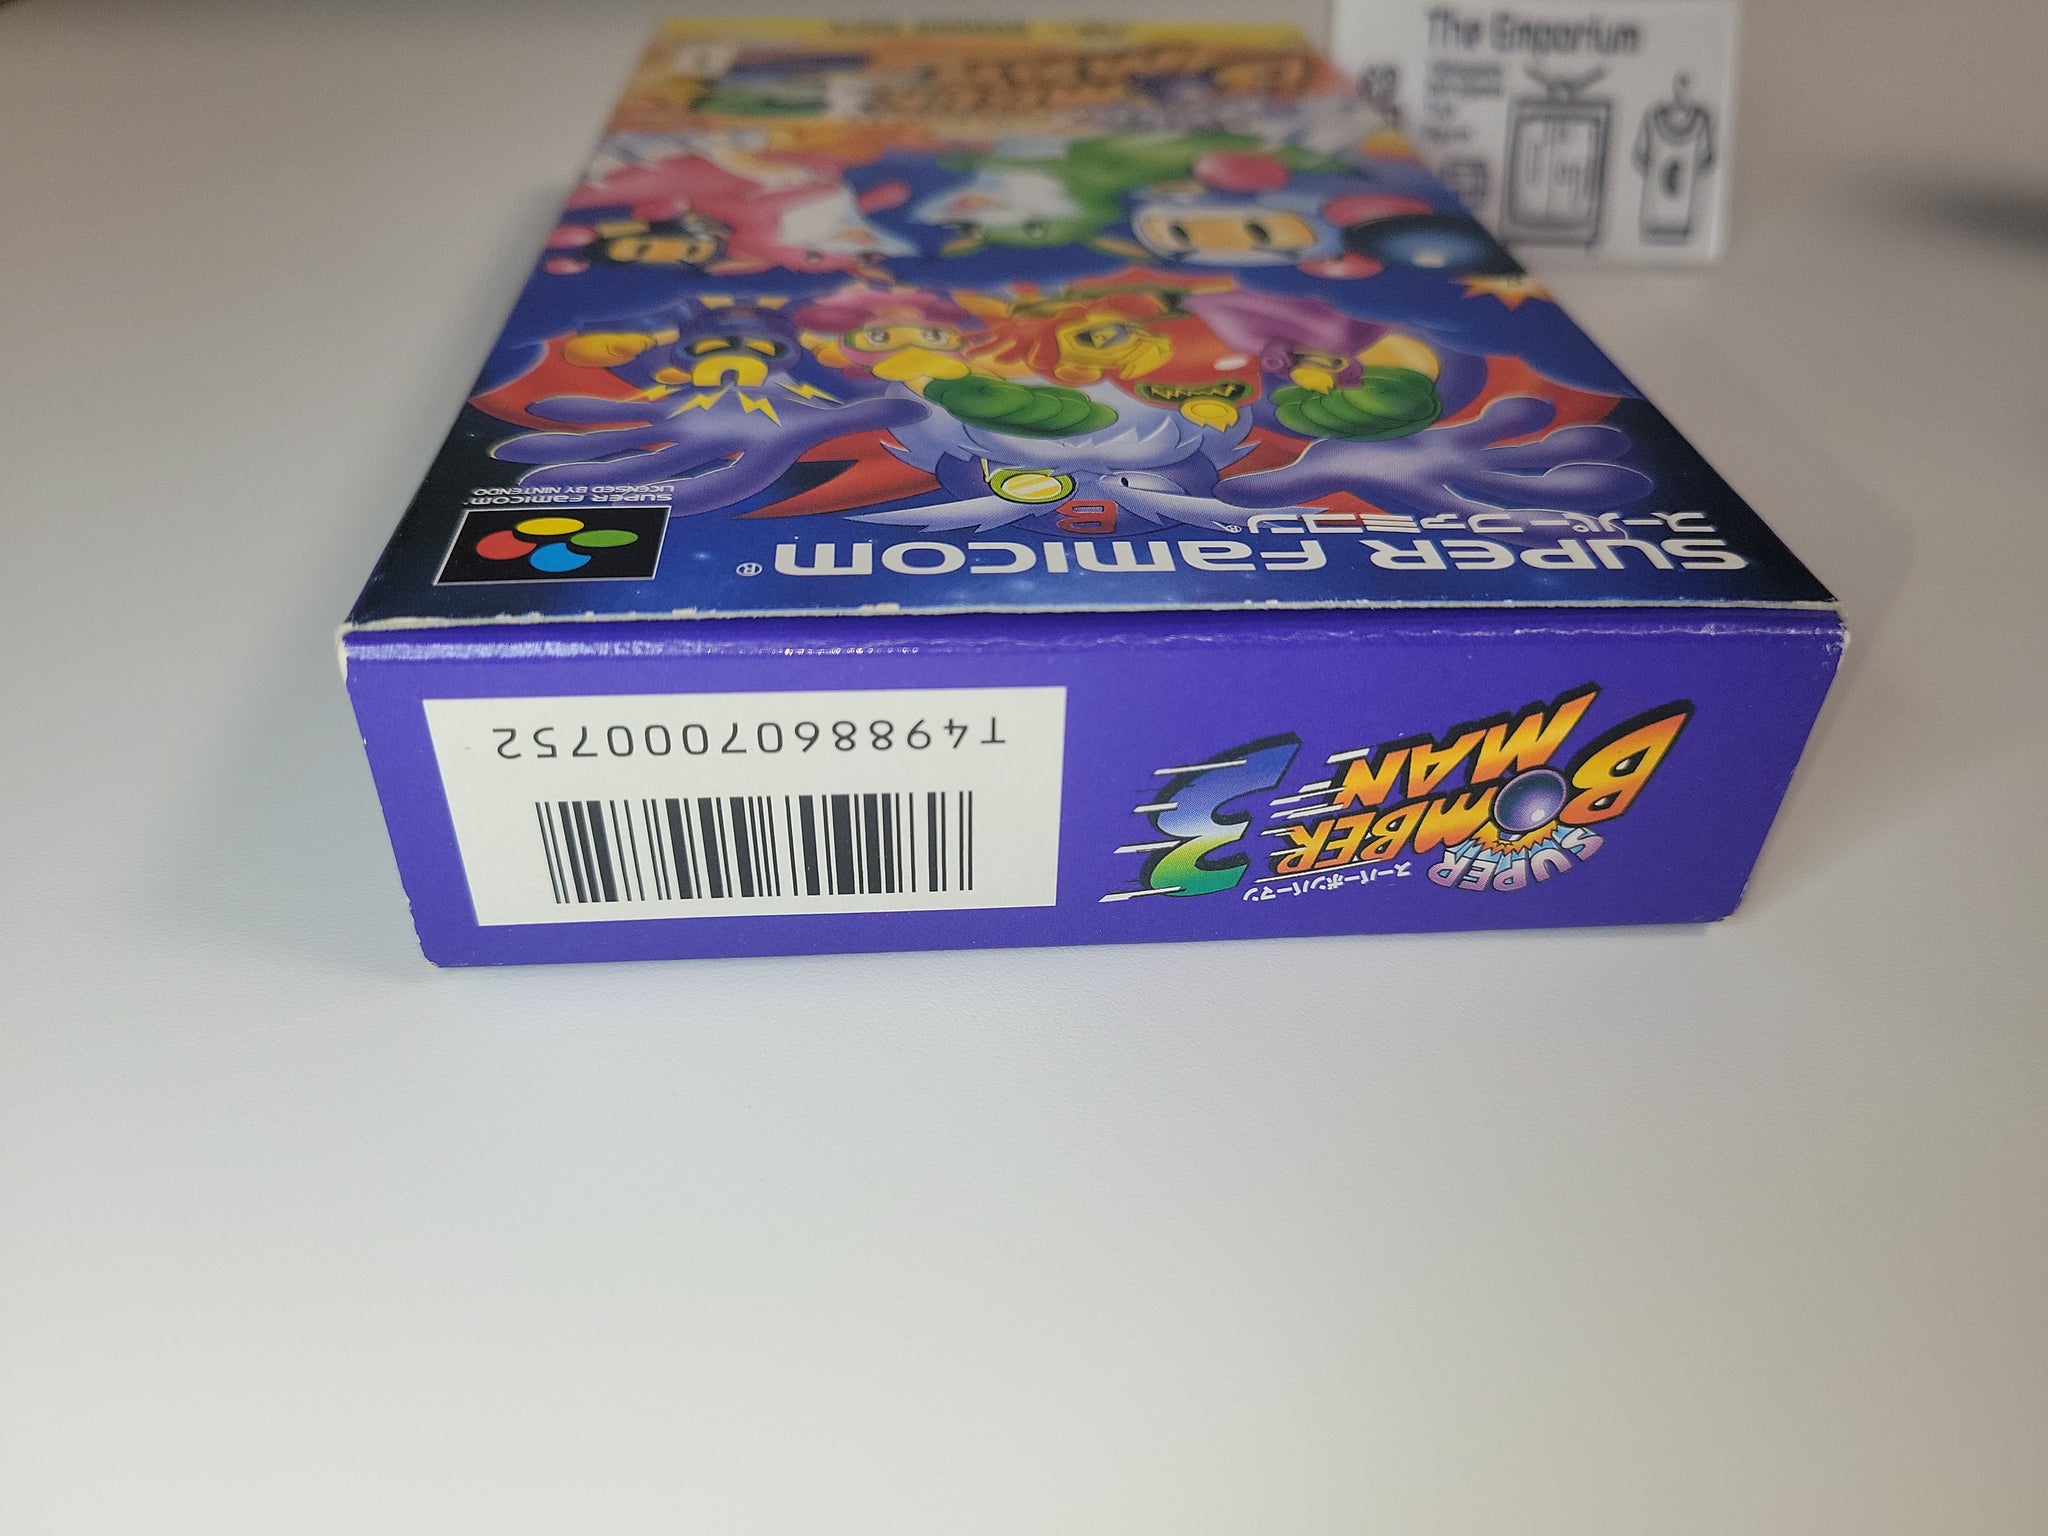 The Emporium
SUPER FAMICOM
LICENSED BY NINTENDO
B
スーパーファミコン®
SUPER FAMICOM®
T4988607000752
SUPER
BOMBER
MAN
3
スーパーボンバーマン